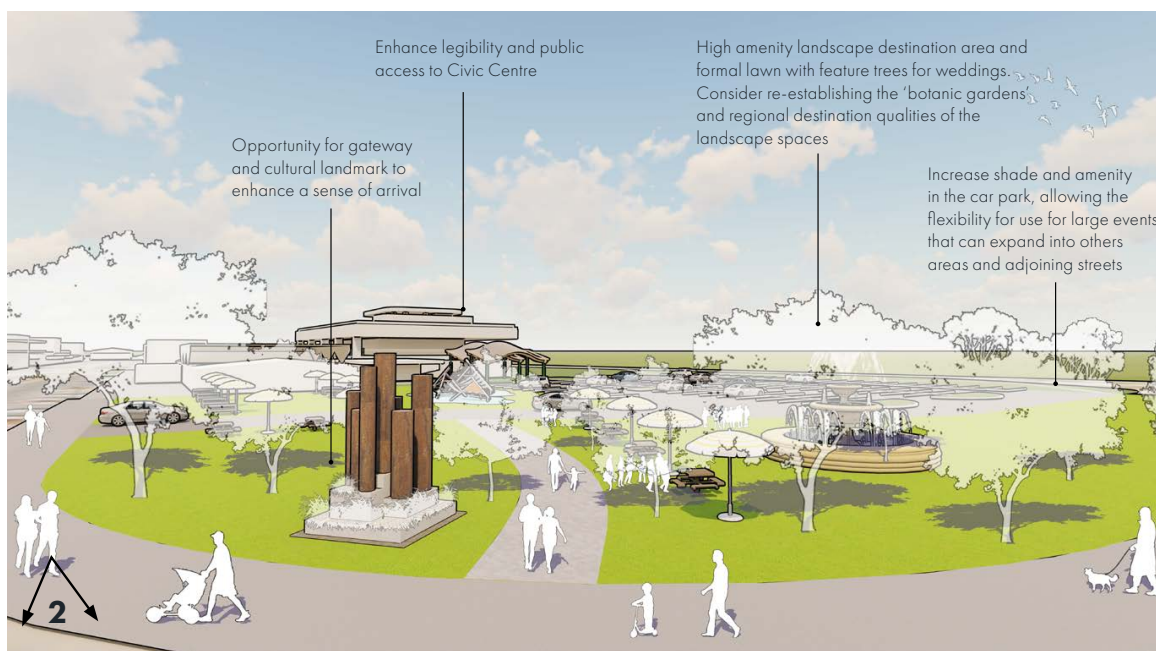 Enhance legibility and public
access to Civic Centre
High amenity landscape destination area and
formal lawn with feature trees for weddings.
Consider re-establishing the ‘botanic gardens’
and regional destination qualities of the
landscape spaces
Opportunity for gateway
and cultural landmark to
enhance a sense of arrival
Increase shade and amenity
in the car park, allowing the
flexibility for use for large events
that can expand into others
areas and adjoining streets
2